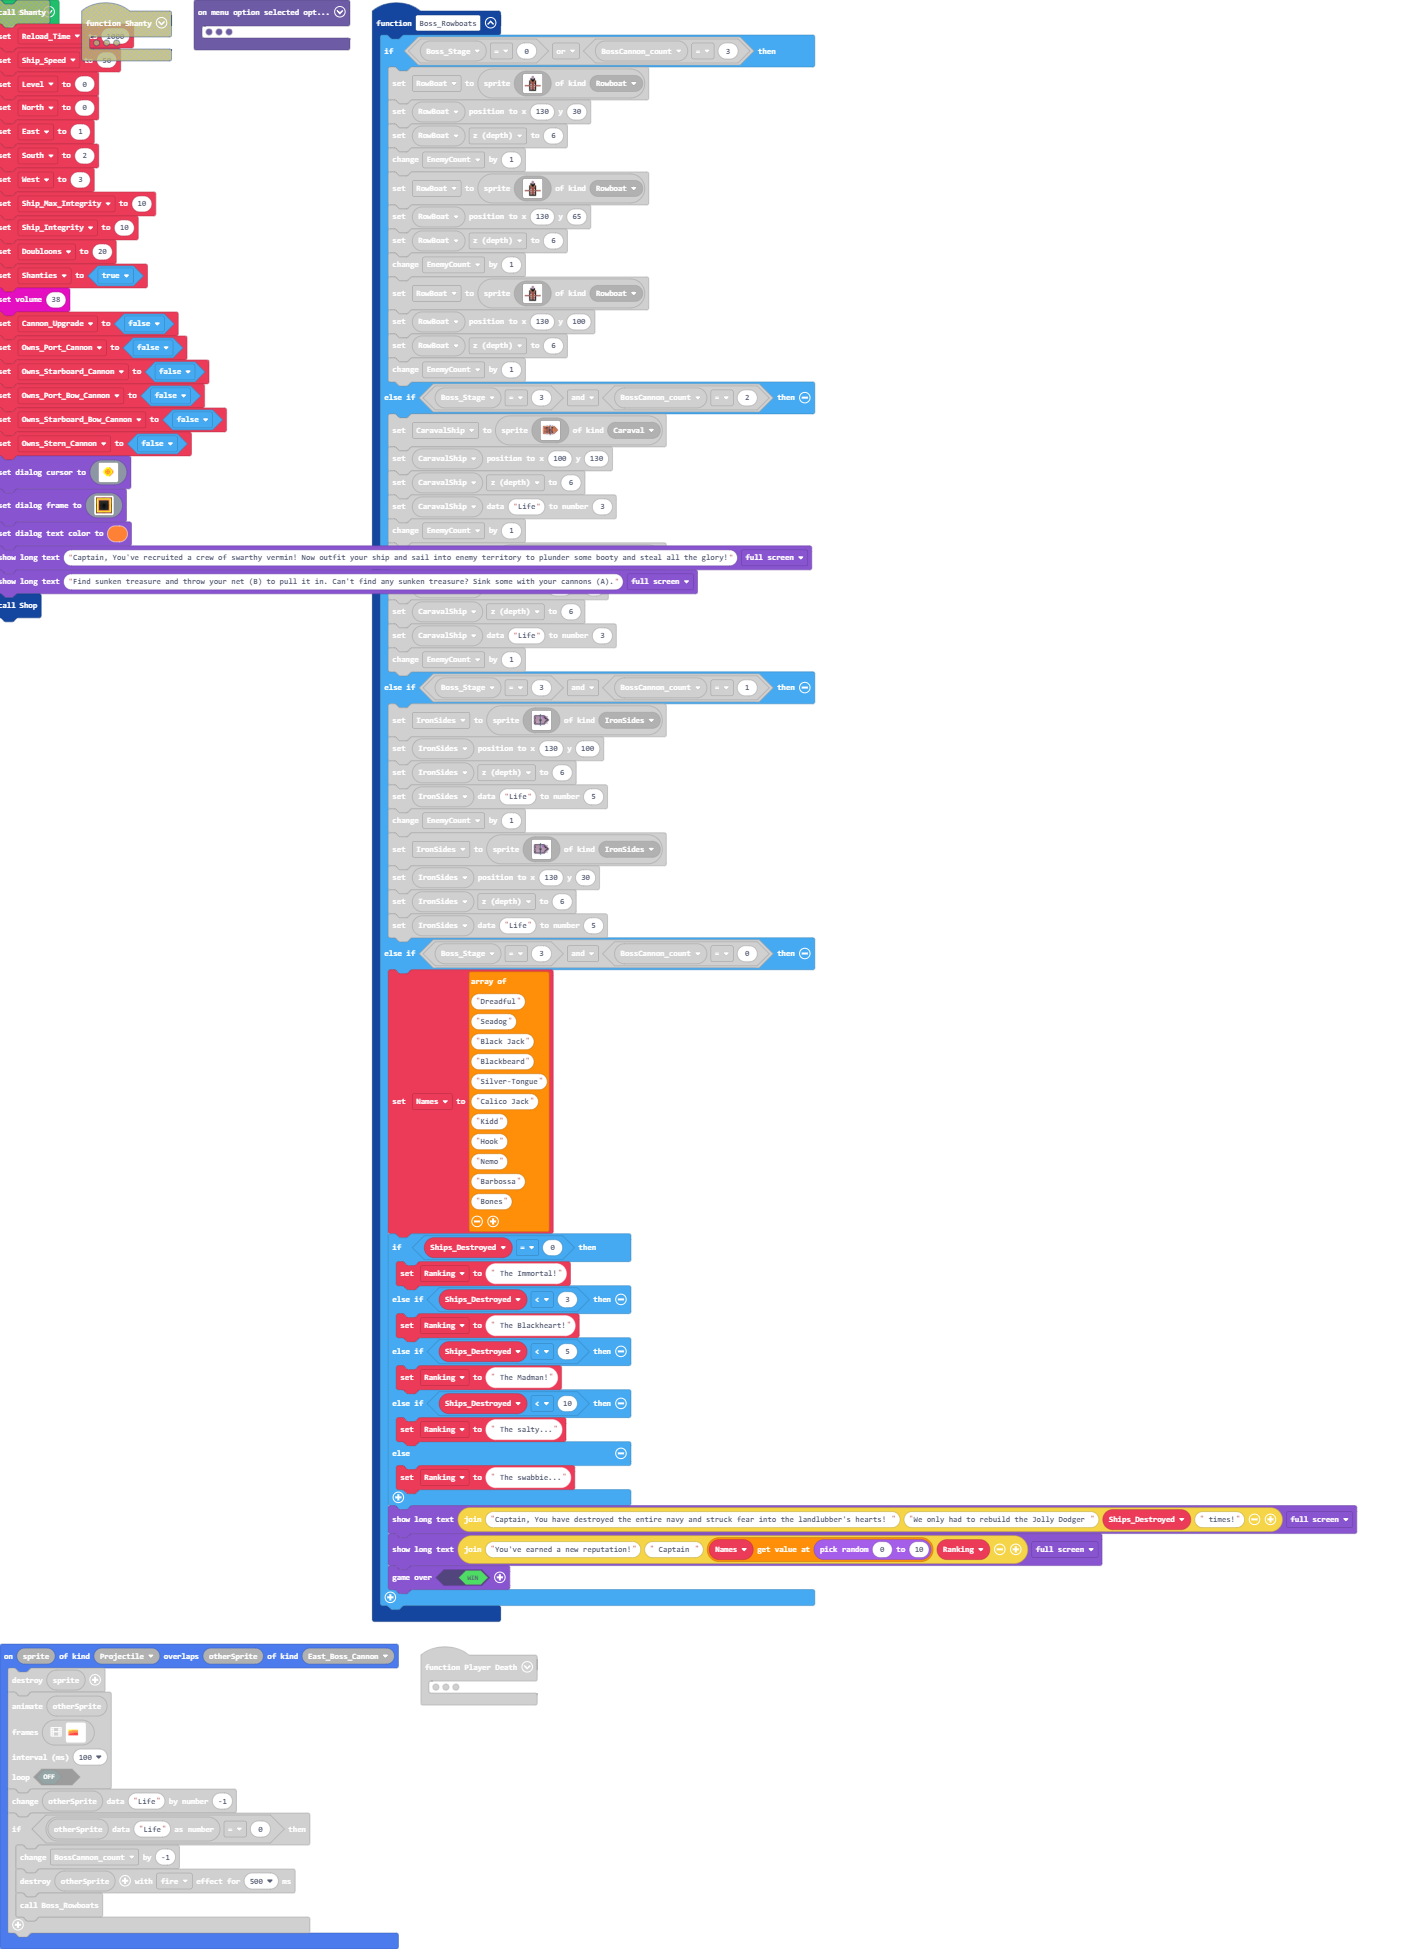 call Shanty
set Reload_Time to 1000
set Ship_Speed to 50
set Level to 0
set North to 0
set East to 1
set South to 2
set West to 3
set Ship_Max_Integrity to 10
set Ship_Integrity to 10
set Doubloons to 20
set Shanties to true
set volume 38
set Cannon_Upgrade to false
set Owns_Port_Cannon to false
set Owns_Starboard_Cannon to false
set Owns_Port_Bow_Cannon to false
set Owns_Starboard_Bow_Cannon to false
set Owns_Stern_Cannon to false
set dialog cursor to
set dialog frame to
set dialog text color to
show long text "Captain, You've recruited a crew of swarthy vermin! Now outfit your ship and sail into enemy territory to plunder some booty and steal all the glory!" full screen
show long text "Find sunken treasure and throw your net (B) to pull it in. Can't find any sunken treasure? Sink some with your cannons (A)." full screen
call Shop
function Shanty
on menu option selected opt...
function Boss_Rowboats
if Boss_Stage = 0 or BossCannon_count = 3 then
set RowBoat to sprite of kind Rowboat
set RowBoat position to x 130 y 30
set RowBoat z (depth) to 6
change EnemyCount by 1
set RowBoat to sprite of kind Rowboat
set RowBoat position to x 130 y 65
set RowBoat z (depth) to 6
change EnemyCount by 1
set RowBoat to sprite of kind Rowboat
set RowBoat position to x 130 y 100
set RowBoat z (depth) to 6
change EnemyCount by 1
else if Boss_Stage = 3 and BossCannon_count = 2 then
set CaravalShip to sprite of kind Caraval
set CaravalShip position to x 100 y 130
set CaravalShip z (depth) to 6
set CaravalShip data "Life" to number 3
change EnemyCount by 1
set CaravalShip z (depth) to 6
set CaravalShip data "Life" to number 3
change EnemyCount by 1
else if Boss_Stage = 3 and BossCannon_count = 1 then
set IronSides to sprite of kind IronSides
set IronSides position to x 130 y 100
set IronSides z (depth) to 6
set IronSides data "Life" to number 5
change EnemyCount by 1
set IronSides to sprite of kind IronSides
set IronSides position to x 130 y 30
set IronSides z (depth) to 6
set IronSides data "Life" to number 5
else if Boss_Stage = 3 and BossCannon_count = 0 then
array of
"Dreadful"
"Seadog"
"Black Jack"
"Blackbeard"
"Silver-Tongue"
set Names to "Calico Jack"
"Kidd"
"Hook"
"Nemo"
"Barbossa"
"Bones"
if Ships_Destroyed = 0 then
set Ranking to " The Immortal!"
else if Ships_Destroyed < 3 then
set Ranking to " The Blackheart!"
else if Ships_Destroyed < 5 then
set Ranking to " The Madman!"
else if Ships_Destroyed < 10 then
set Ranking to " The salty..."
else
set Ranking to " The swabbie..."
show long text join "Captain, You have destroyed the entire navy and struck fear into the landlubber's hearts! " "We only had to rebuild the Jolly Dodger " Ships_Destroyed " times!" full screen
show long text join "You've earned a new reputation!" " Captain " Names get value at pick random 0 to 10 Ranking full screen
game over WIN
on sprite of kind Projectile overlaps otherSprite of kind East_Boss_Cannon
destroy sprite
animate otherSprite
frames
interval (ms) 100
loop OFF
change otherSprite data "Life" by number -1
if otherSprite data "Life" as number = 0 then
change BossCannon_count by -1
destroy otherSprite with fire effect for 500 ms
call Boss_Rowboats
function Player Death